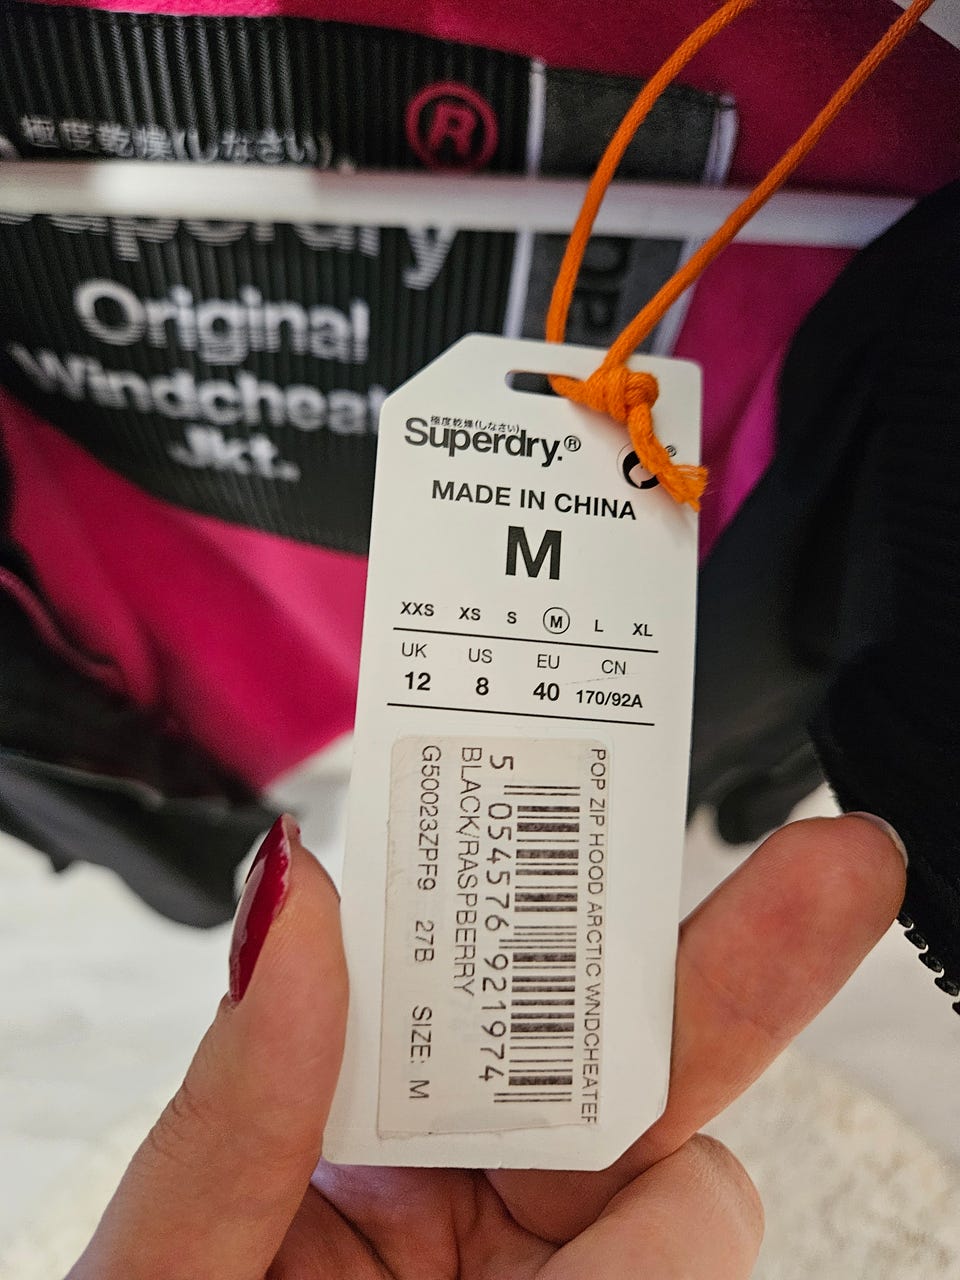 極度乾燥(しなさい)
®
Superdry
Original
Windcheat
Jkt.
極度乾燥(しなさい)
Superdry.®
®
MADE IN CHINA
M
XXS XS S M L XL
UK US EU CN
12 8 40 170/92A
POP ZIP HOOD ARCTIC WNDCHEATER
5 054576 921974
BLACK/RASPBERRY
G50023ZPF9 27B SIZE: M